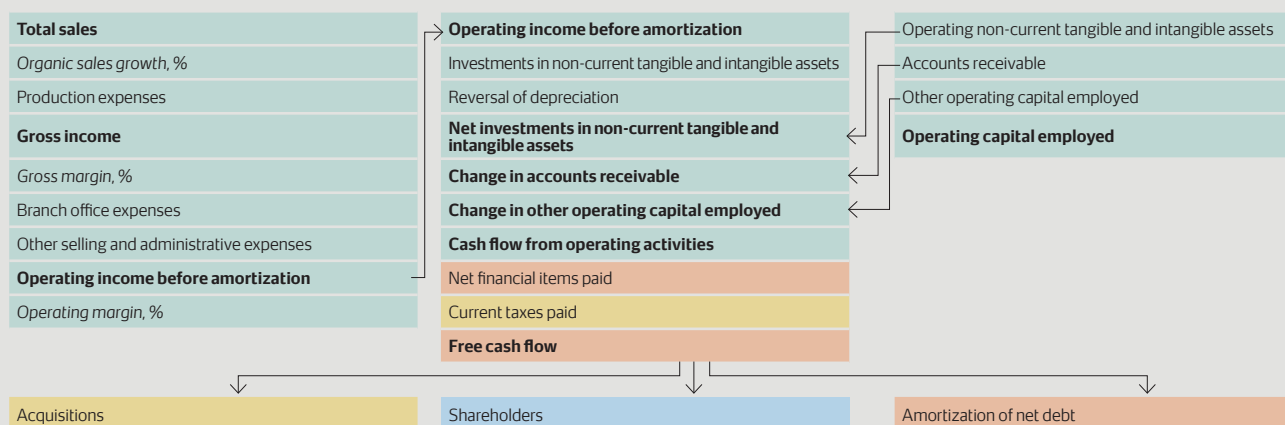 Total sales
Organic sales growth, %
Production expenses
Gross income
Gross margin, %
Branch office expenses
Other selling and administrative expenses
Operating income before amortization
Operating margin, %
Operating income before amortization
Investments in non-current tangible and intangible assets
Reversal of depreciation
Net investments in non-current tangible and
intangible assets
Change in accounts receivable
Change in other operating capital employed
Cash flow from operating activities
Net financial items paid
Current taxes paid
Free cash flow
Operating non-current tangible and intangible assets
Accounts receivable
Other operating capital employed
Operating capital employed
Acquisitions
Shareholders
Amortization of net debt